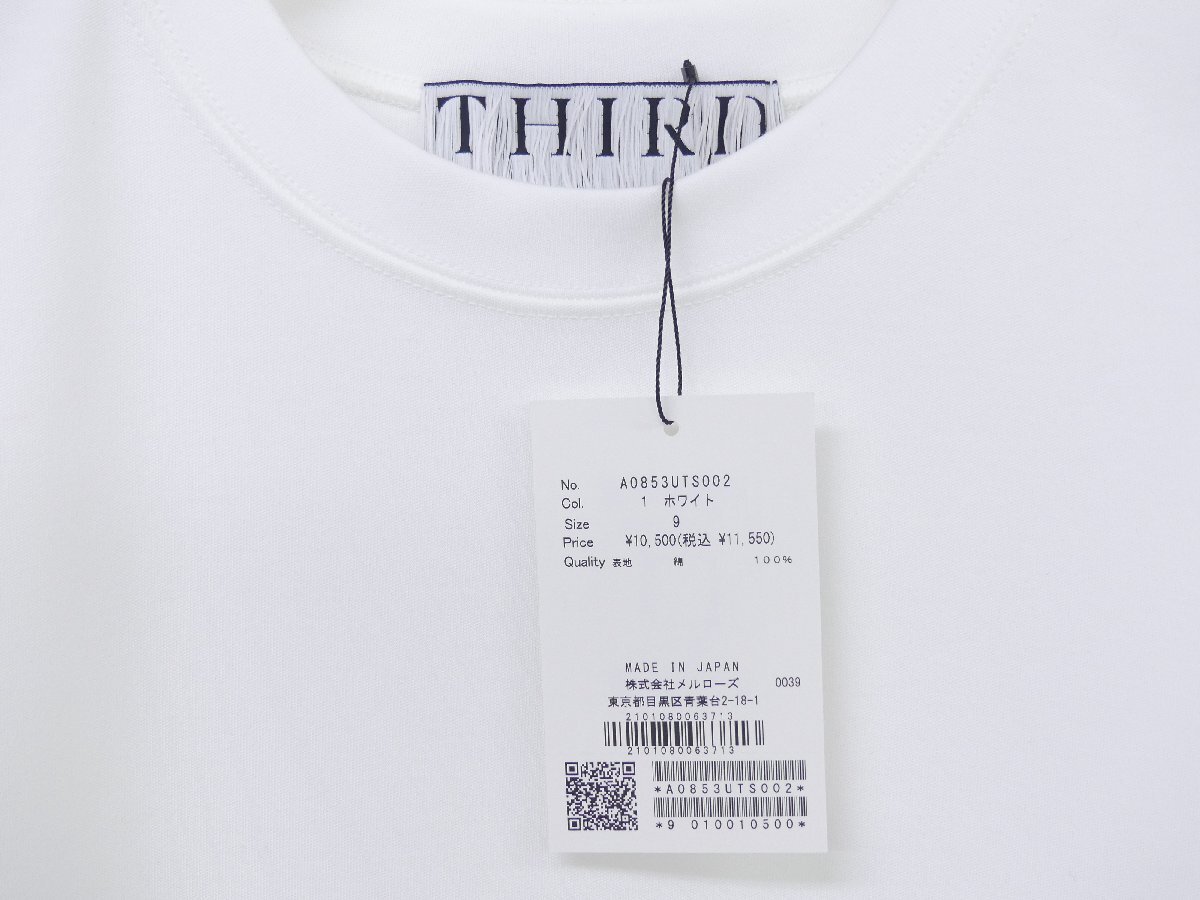 THIRD
No. A0853UTS002
Col. 1 ホワイト
Size 9
Price ¥10,500(税込 ¥11,550)
Quality 表地 綿 100%
MADE IN JAPAN
株式会社メルローズ 0039
東京都目黒区青葉台2-18-1
2101080063713
2101080063713
*A0853UTS002*
*9 010010500*